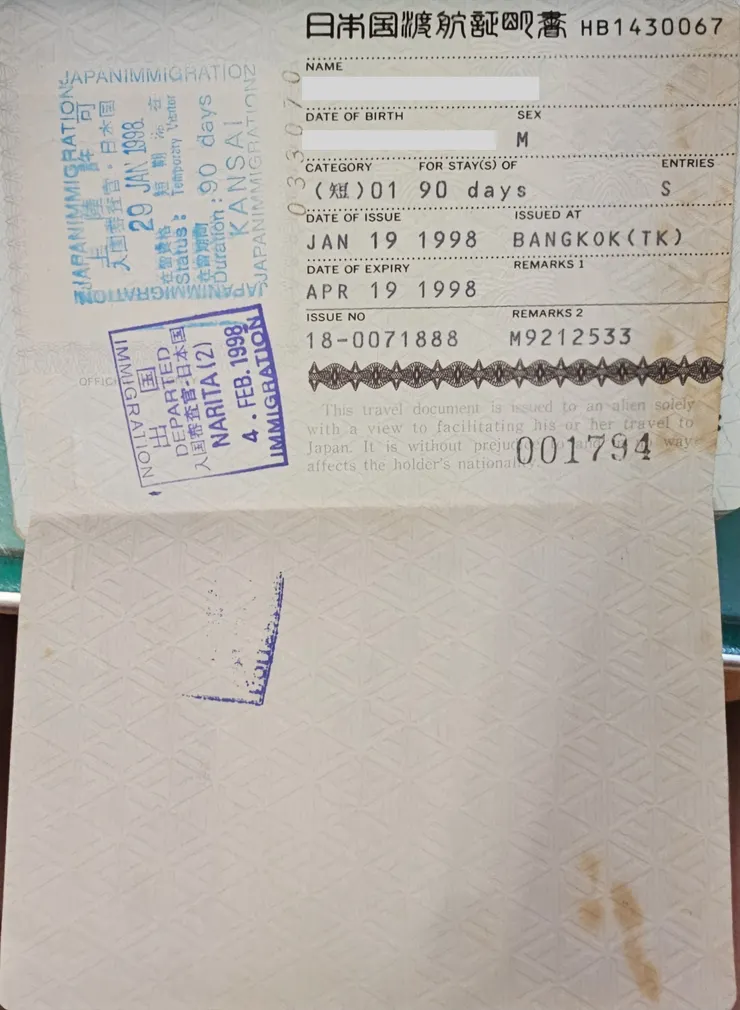 日本国渡航証明書 HB1430067
NAME
DATE OF BIRTH SEX
M
CATEGORY FOR STAY(S) OF ENTRIES
(短)01 90 days S
DATE OF ISSUE ISSUED AT
JAN 19 1998 BANGKOK(TK)
DATE OF EXPIRY REMARKS 1
APR 19 1998
ISSUE NO REMARKS 2
18-0071888 M9212533
This travel document is issued to an alien solely
with a view to facilitating his or her travel to
Japan. It is without way
affects the holder's
001794
033070
JAPANIMMIGRATION
JAPANIMMIGRATION
上陸許可
入国審査官・日本国
29 JAN 1998
在留資格 短期滞在
Status: Temporary Visitor
在留期間
Duration: 90 days
KANSAI
JAPANIMMIGRATION
JAPANIMMIGRATION
IMMIGRATION
出国
DEPARTED
入国審査官・日本国
NARITA(2)
4. FEB. 1998
IMMIGRATION